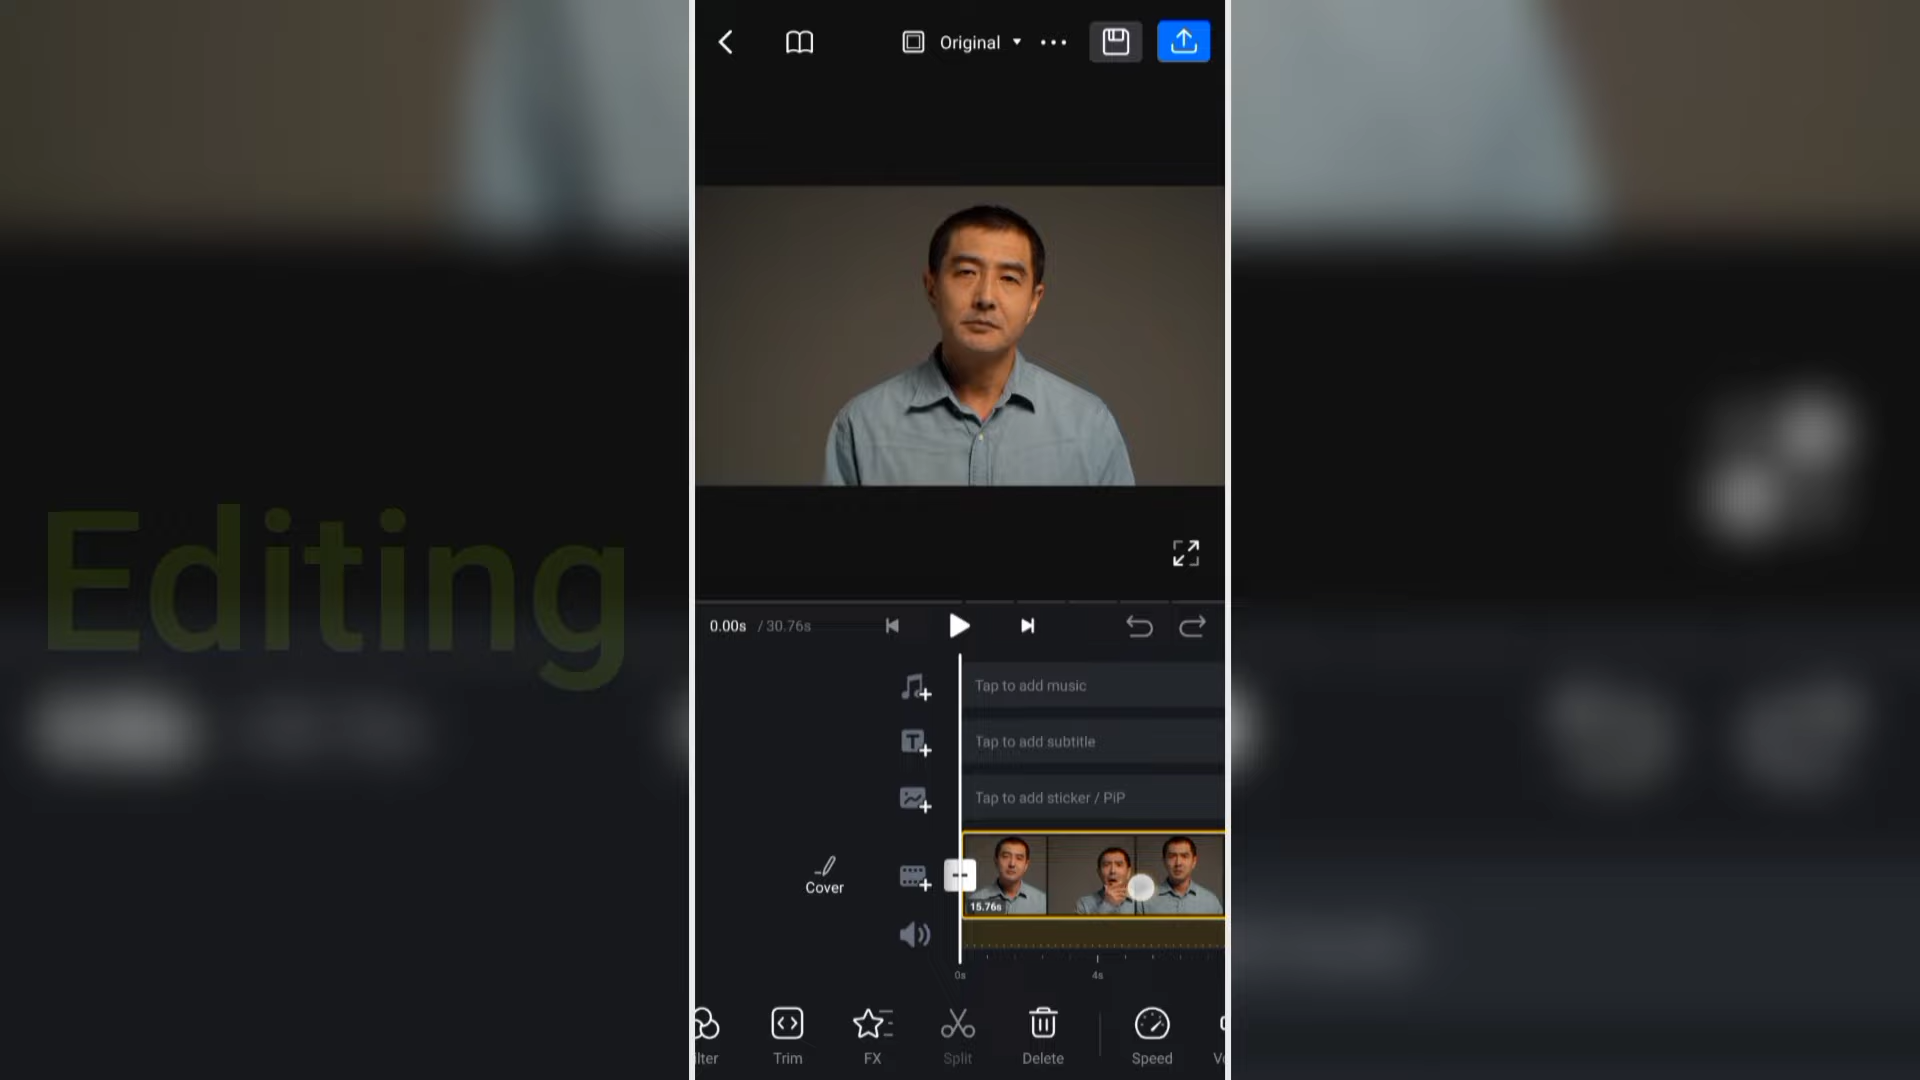 Original
Editing
0.00s / 30.76s
Tap to add music
Tap to add subtitle
Tap to add sticker / PiP
Cover
15.76s
0s 4s
lter Trim FX Split Delete Speed